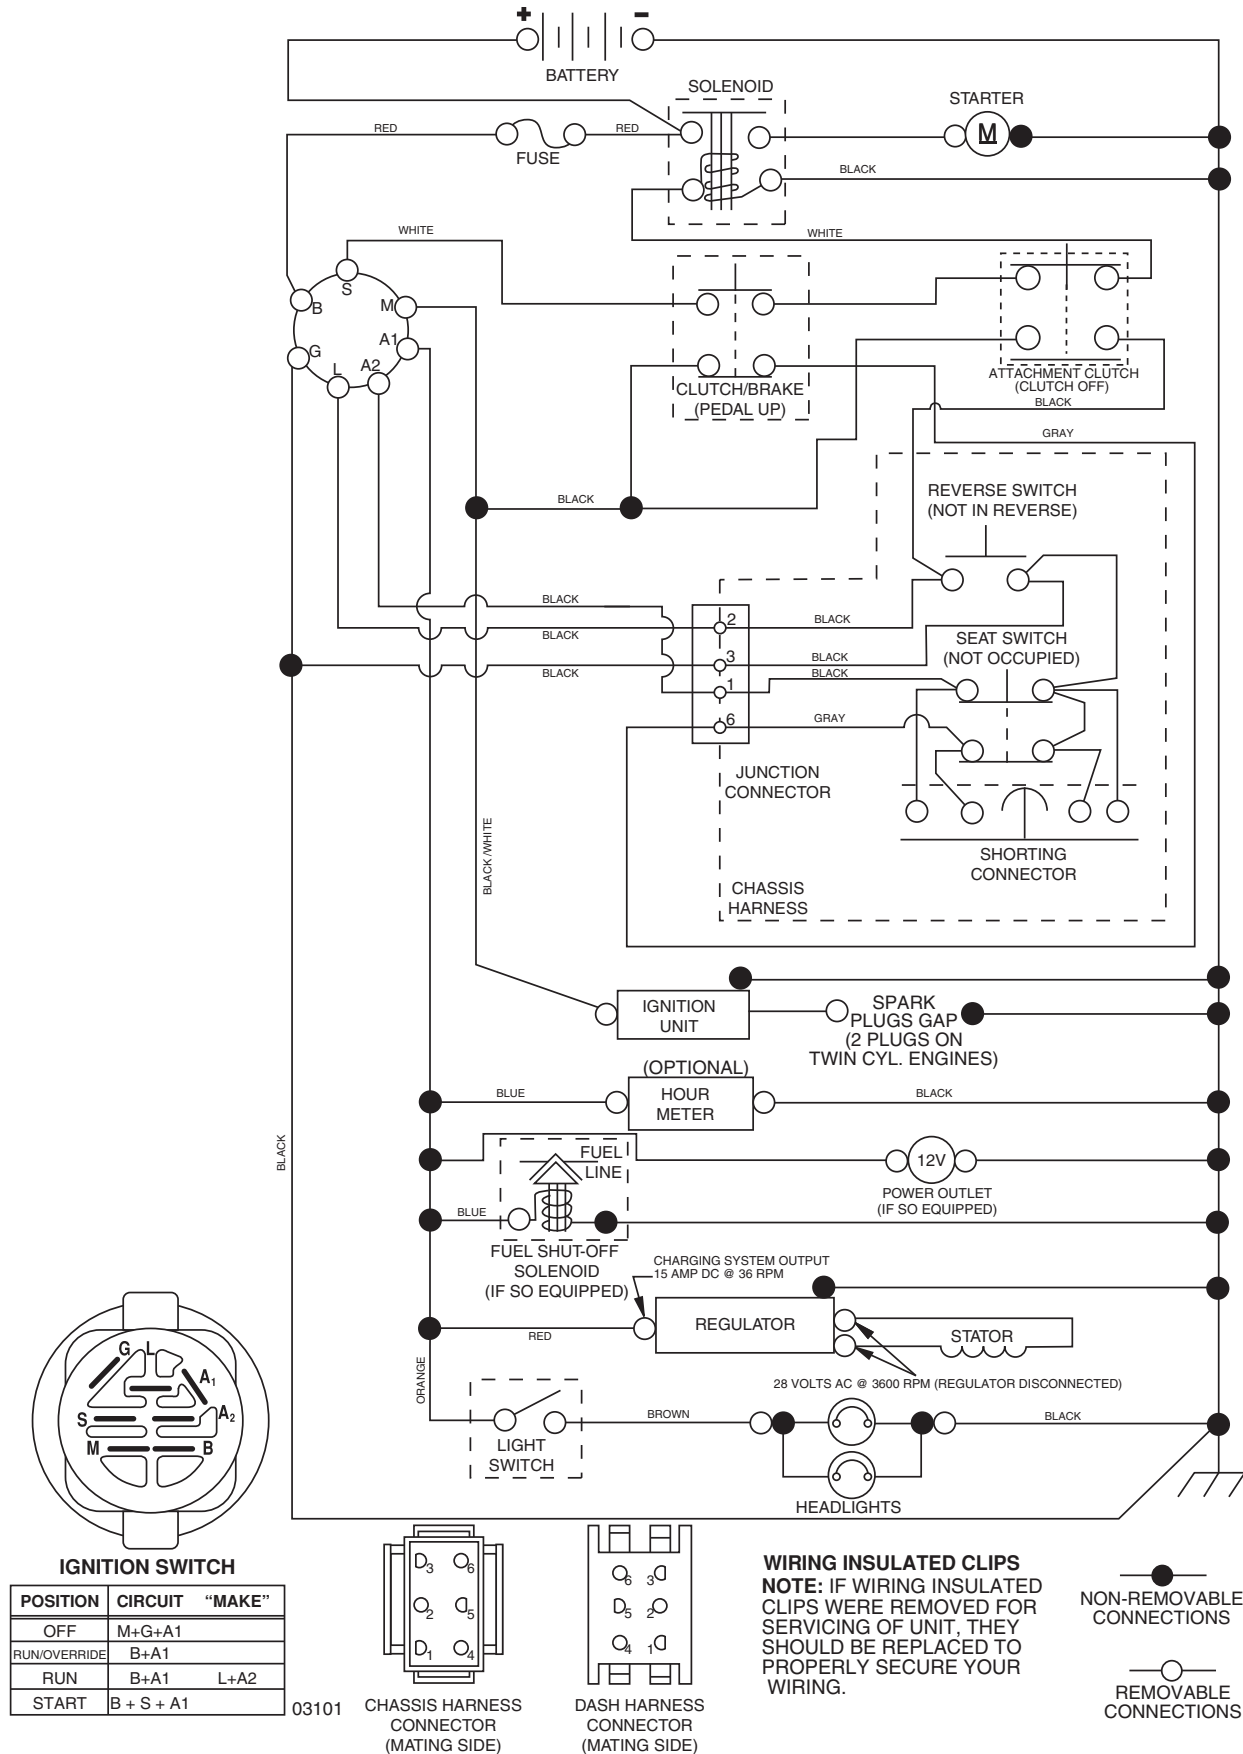 + −
BATTERY
SOLENOID
STARTER
RED
RED
M
FUSE
BLACK
WHITE
WHITE
S
B
M
A1
G
L
A2
CLUTCH/BRAKE
(PEDAL UP)
ATTACHMENT CLUTCH
(CLUTCH OFF)
BLACK
GRAY
REVERSE SWITCH
(NOT IN REVERSE)
BLACK
BLACK
2
BLACK
BLACK
SEAT SWITCH
(NOT OCCUPIED)
3
BLACK
BLACK
BLACK
1
6
GRAY
JUNCTION
CONNECTOR
SHORTING
CONNECTOR
CHASSIS
HARNESS
BLACK /WHITE
IGNITION
UNIT
SPARK
PLUGS GAP
(2 PLUGS ON
TWIN CYL. ENGINES)
(OPTIONAL)
HOUR
METER
BLUE
BLACK
BLACK
FUEL
LINE
12V
POWER OUTLET
(IF SO EQUIPPED)
BLUE
FUEL SHUT-OFF
SOLENOID
(IF SO EQUIPPED)
CHARGING SYSTEM OUTPUT
15 AMP DC @ 36 RPM
REGULATOR
STATOR
RED
28 VOLTS AC @ 3600 RPM (REGULATOR DISCONNECTED)
ORANGE
LIGHT
SWITCH
BROWN
BLACK
HEADLIGHTS
G L
A1
S
A2
M
B
IGNITION SWITCH
POSITION CIRCUIT "MAKE"
OFF M+G+A1
RUN/OVERRIDE B+A1
RUN B+A1 L+A2
START B + S + A1
03101
3 6
2 5
1 4
CHASSIS HARNESS
CONNECTOR
(MATING SIDE)
6 3
5 2
4 1
DASH HARNESS
CONNECTOR
(MATING SIDE)
WIRING INSULATED CLIPS
NOTE: IF WIRING INSULATED
CLIPS WERE REMOVED FOR
SERVICING OF UNIT, THEY
SHOULD BE REPLACED TO
PROPERLY SECURE YOUR
WIRING.
NON-REMOVABLE
CONNECTIONS
REMOVABLE
CONNECTIONS